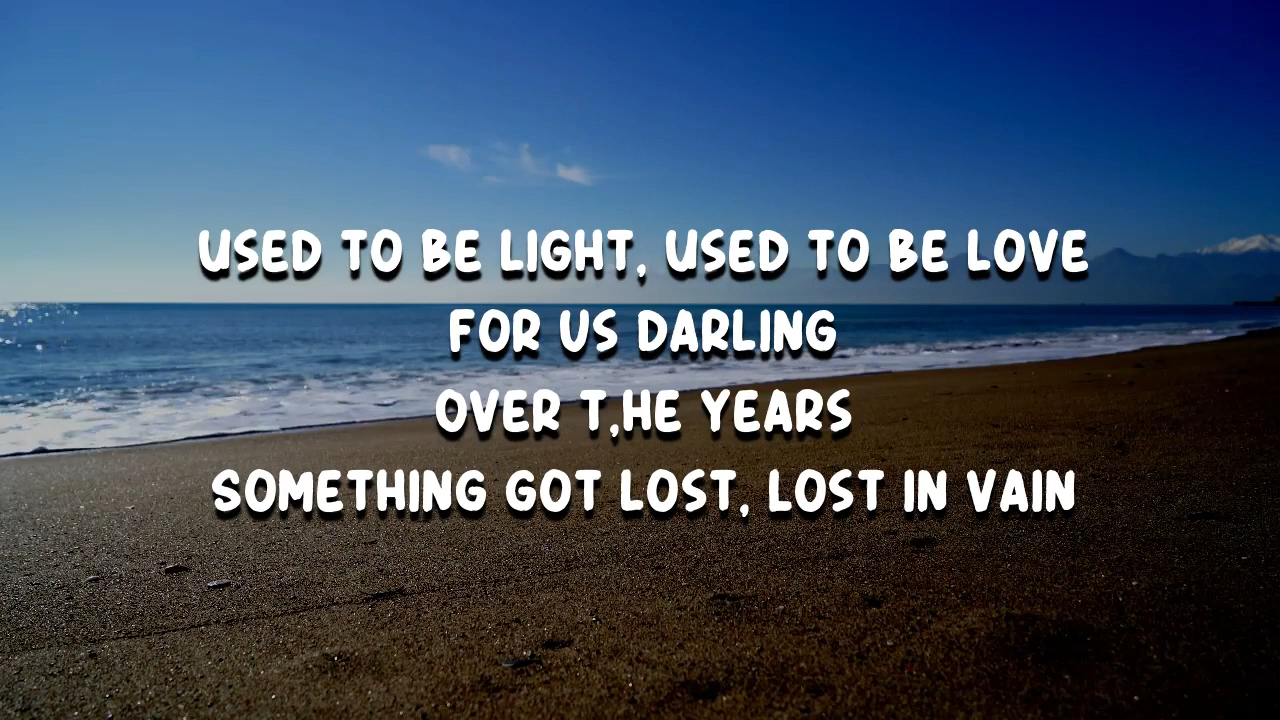 USED TO BE LIGHT, USED TO BE LOVE
FOR US DARLING
OVER T,HE YEARS
SOMETHING GOT LOST, LOST IN VAIN